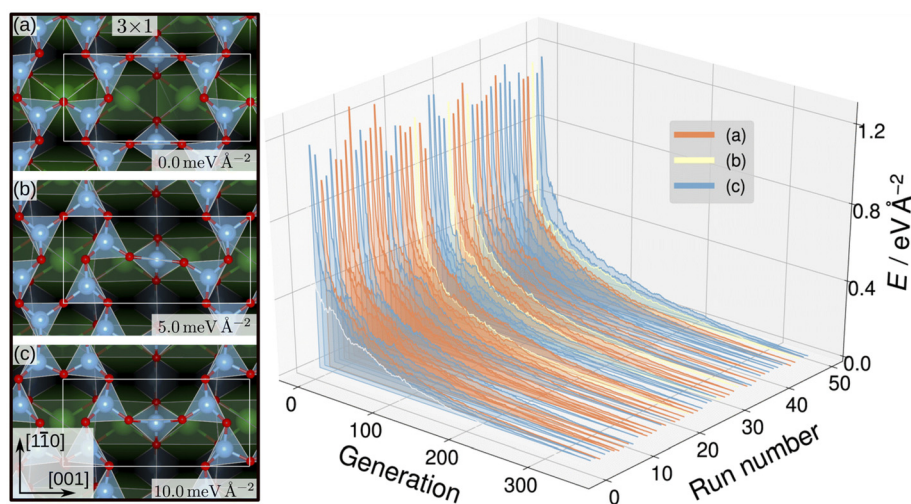 (a)
3×1
0.0 meV Å⁻²
(b)
5.0 meV Å⁻²
(c)
[11̄0]
[001]
10.0 meV Å⁻²
(a)
(b)
(c)
1.2
0.8
0.4
0.0
E / eV Å⁻²
0
100
200
300
Generation
0
10
20
30
40
50
Run number